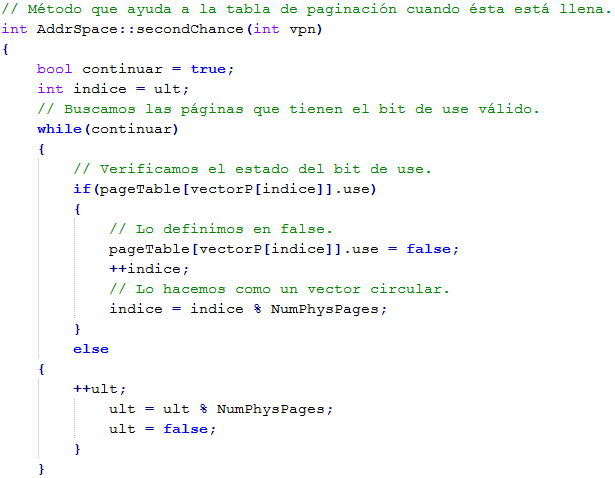 // Método que ayuda a la tabla de paginación cuando ésta está llena.
int AddrSpace::secondChance(int vpn)
{
    bool continuar = true;
    int indice = ult;
    // Buscamos las páginas que tienen el bit de use válido.
    while(continuar)
    {
        // Verificamos el estado del bit de use.
        if(pageTable[vectorP[indice]].use)
        {
            // Lo definimos en false.
            pageTable[vectorP[indice]].use = false;
            ++indice;
            // Lo hacemos como un vector circular.
            indice = indice % NumPhysPages;
        }
        else
    {
        ++ult;
            ult = ult % NumPhysPages;
            ult = false;
        }
    }